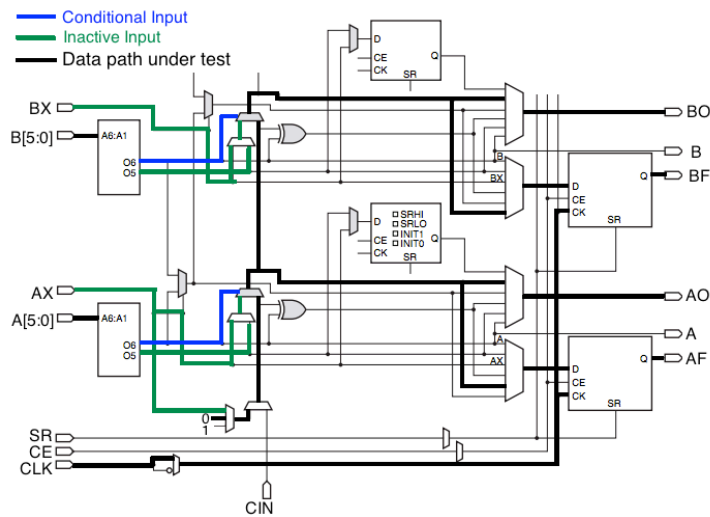 Conditional Input
Inactive Input
Data path under test
D
Q
CE
CK
SR
BX
B[5:0]
A6:A1
O6
O5
B
BX
BO
B
BF
D
Q
CE
CK
SR
D
Q
SRHI
SRLO
INIT1
INIT0
CE
CK
SR
AX
A[5:0]
A6:A1
O6
O5
A
AX
AO
A
AF
D
Q
CE
CK
SR
0
1
SR
CE
CLK
CIN